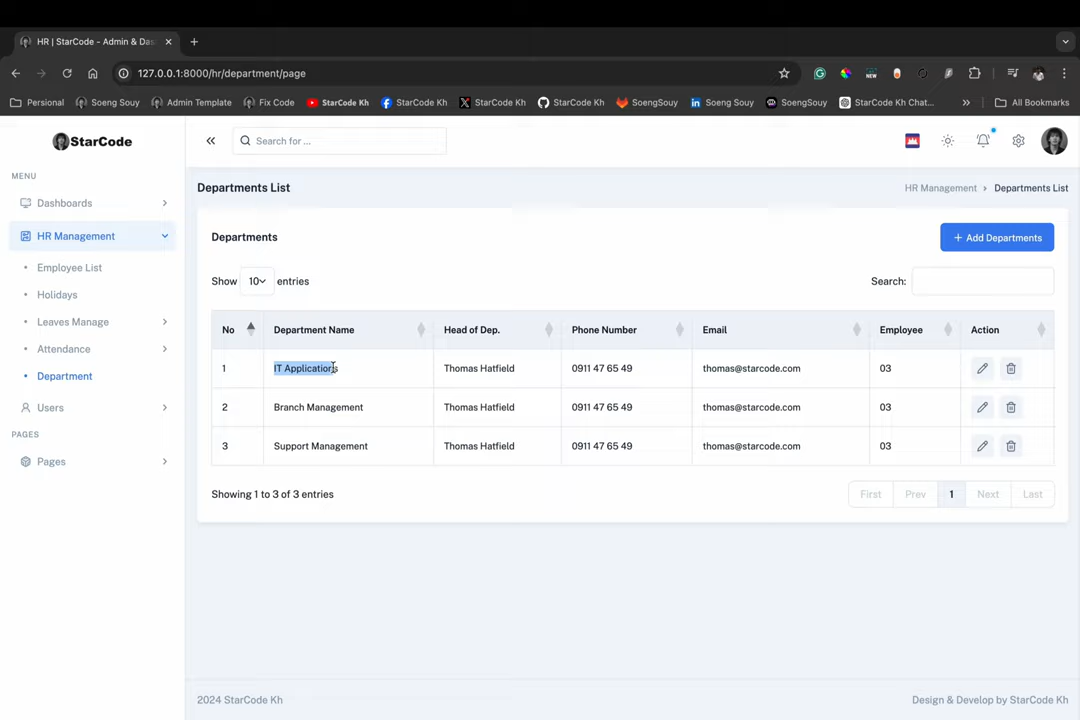 HR | StarCode - Admin & Das
127.0.0.1:8000/hr/department/page
Personal Soeng Souy Admin Template Fix Code StarCode Kh StarCode Kh StarCode Kh StarCode Kh SoengSouy Soeng Souy SoengSouy StarCode Kh Chat... » All Bookmarks
StarCode
Search for ...
MENU
Dashboards
HR Management
Employee List
Holidays
Leaves Manage
Attendance
Department
Users
PAGES
Pages
Departments List
HR Management > Departments List
Departments
+ Add Departments
Show 10 entries
Search:
No Department Name Head of Dep. Phone Number Email Employee Action
1 IT Applications Thomas Hatfield 0911 47 65 49 thomas@starcode.com 03
2 Branch Management Thomas Hatfield 0911 47 65 49 thomas@starcode.com 03
3 Support Management Thomas Hatfield 0911 47 65 49 thomas@starcode.com 03
Showing 1 to 3 of 3 entries
First Prev 1 Next Last
2024 StarCode Kh
Design & Develop by StarCode Kh